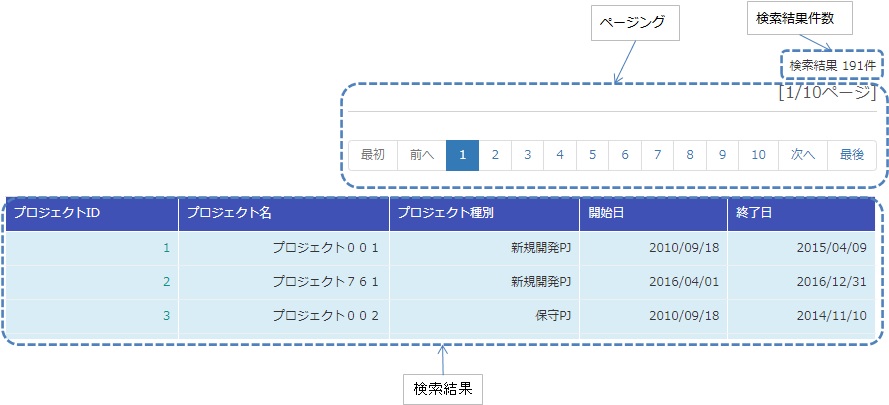 ページング
検索結果件数
検索結果 191件
[1/10ページ]
最初 前へ 1 2 3 4 5 6 7 8 9 10 次へ 最後
プロジェクトID プロジェクト名 プロジェクト種別 開始日 終了日
1 プロジェクト００１ 新規開発PJ 2010/09/18 2015/04/09
2 プロジェクト７６１ 新規開発PJ 2016/04/01 2016/12/31
3 プロジェクト００２ 保守PJ 2010/09/18 2014/11/10
検索結果